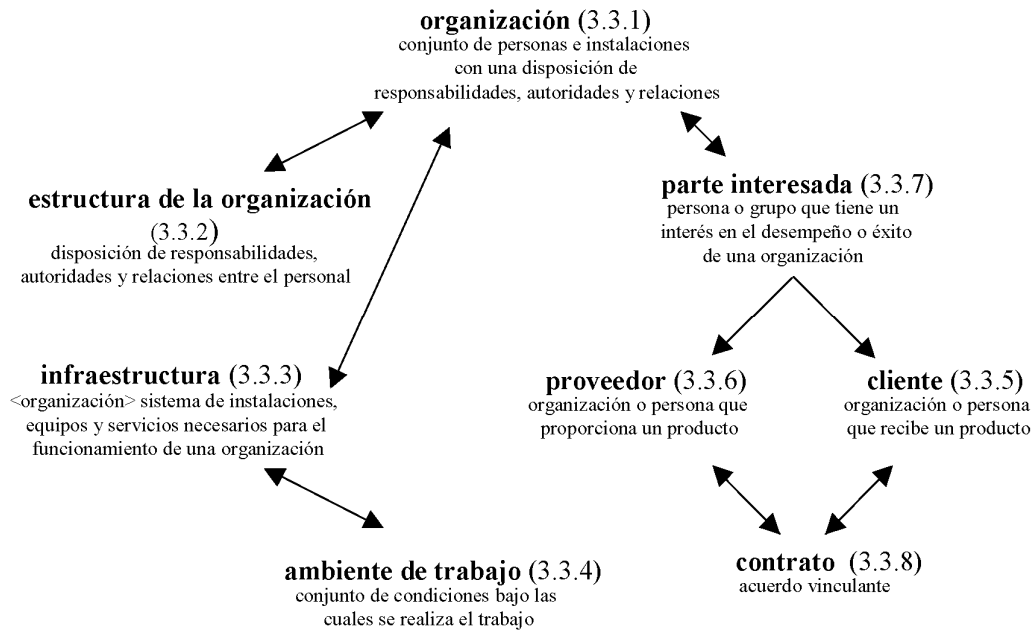 organización (3.3.1)
conjunto de personas e instalaciones
con una disposición de
responsabilidades, autoridades y relaciones
estructura de la organización
(3.3.2)
disposición de responsabilidades,
autoridades y relaciones entre el personal
parte interesada (3.3.7)
persona o grupo que tiene un
interés en el desempeño o éxito
de una organización
infraestructura (3.3.3)
<organización> sistema de instalaciones,
equipos y servicios necesarios para el
funcionamiento de una organización
proveedor (3.3.6)
organización o persona que
proporciona un producto
cliente (3.3.5)
organización o persona
que recibe un producto
ambiente de trabajo (3.3.4)
conjunto de condiciones bajo las
cuales se realiza el trabajo
contrato (3.3.8)
acuerdo vinculante